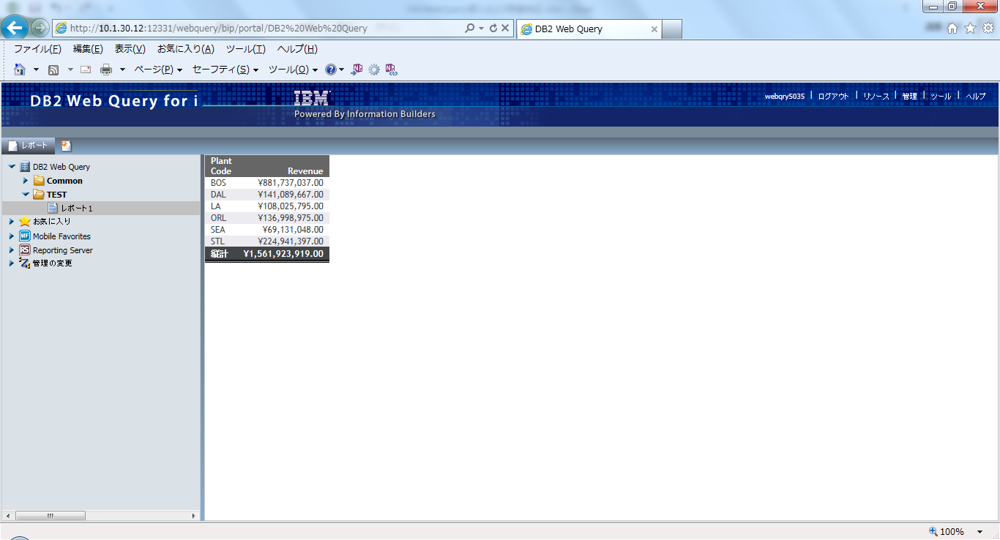 http://10.1.30.12:12331/webquery/bip/portal/DB2%20Web%20Query
DB2 Web Query
ファイル(F) 編集(E) 表示(V) お気に入り(A) ツール(T) ヘルプ(H)
ページ(P) セーフティ(S) ツール(O)
DB2 Web Query for i
IBM
Powered By Information Builders
webqry5035 | ログアウト | リソース | 管理 | ツール | ヘルプ
レポート
DB2 Web Query
Common
TEST
レポート1
お気に入り
MF Mobile Favorites
RS Reporting Server
管理の変更
Plant
Code Revenue
BOS ¥881,737,037.00
DAL ¥141,089,667.00
LA ¥108,025,795.00
ORL ¥136,998,975.00
SEA ¥69,131,048.00
STL ¥224,941,397.00
総計 ¥1,561,923,919.00
100%